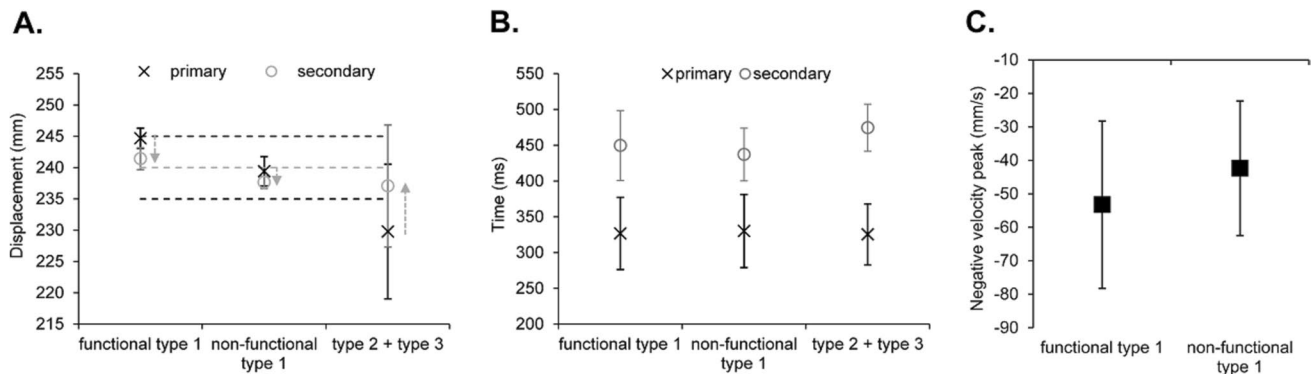 A.
primary
secondary
Displacement (mm)
255
250
245
240
235
230
225
220
215
functional type 1
non-functional
type 1
type 2 + type 3
B.
primary
secondary
Time (ms)
500
450
400
350
300
250
200
functional type 1
non-functional
type 1
type 2 + type 3
C.
Negative velocity peak (mm/s)
-10
-20
-30
-40
-50
-60
-70
-80
-90
functional type 1
non-functional
type 1